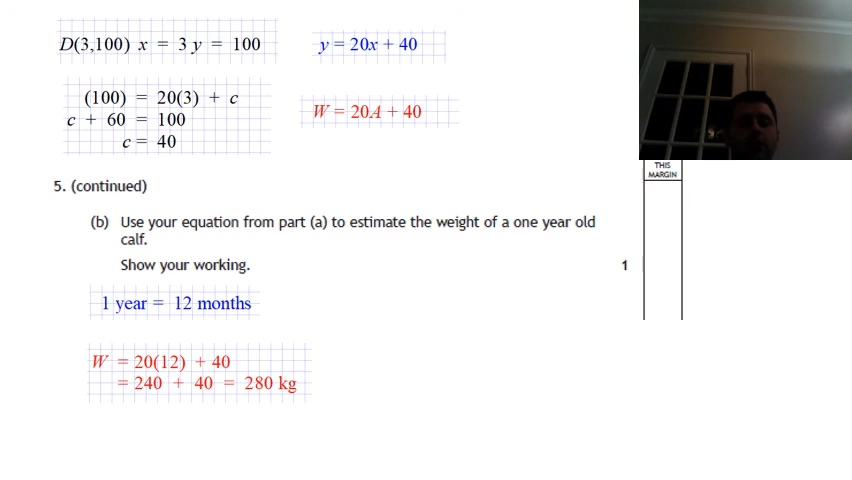 D(3,100) x = 3 y = 100
y = 20x + 40
(100) = 20(3) + c
c + 60 = 100
c = 40
W = 20A + 40
THIS
MARGIN
5. (continued)
(b) Use your equation from part (a) to estimate the weight of a one year old
calf.
Show your working.
1
1 year = 12 months
W = 20(12) + 40
= 240 + 40 = 280 kg